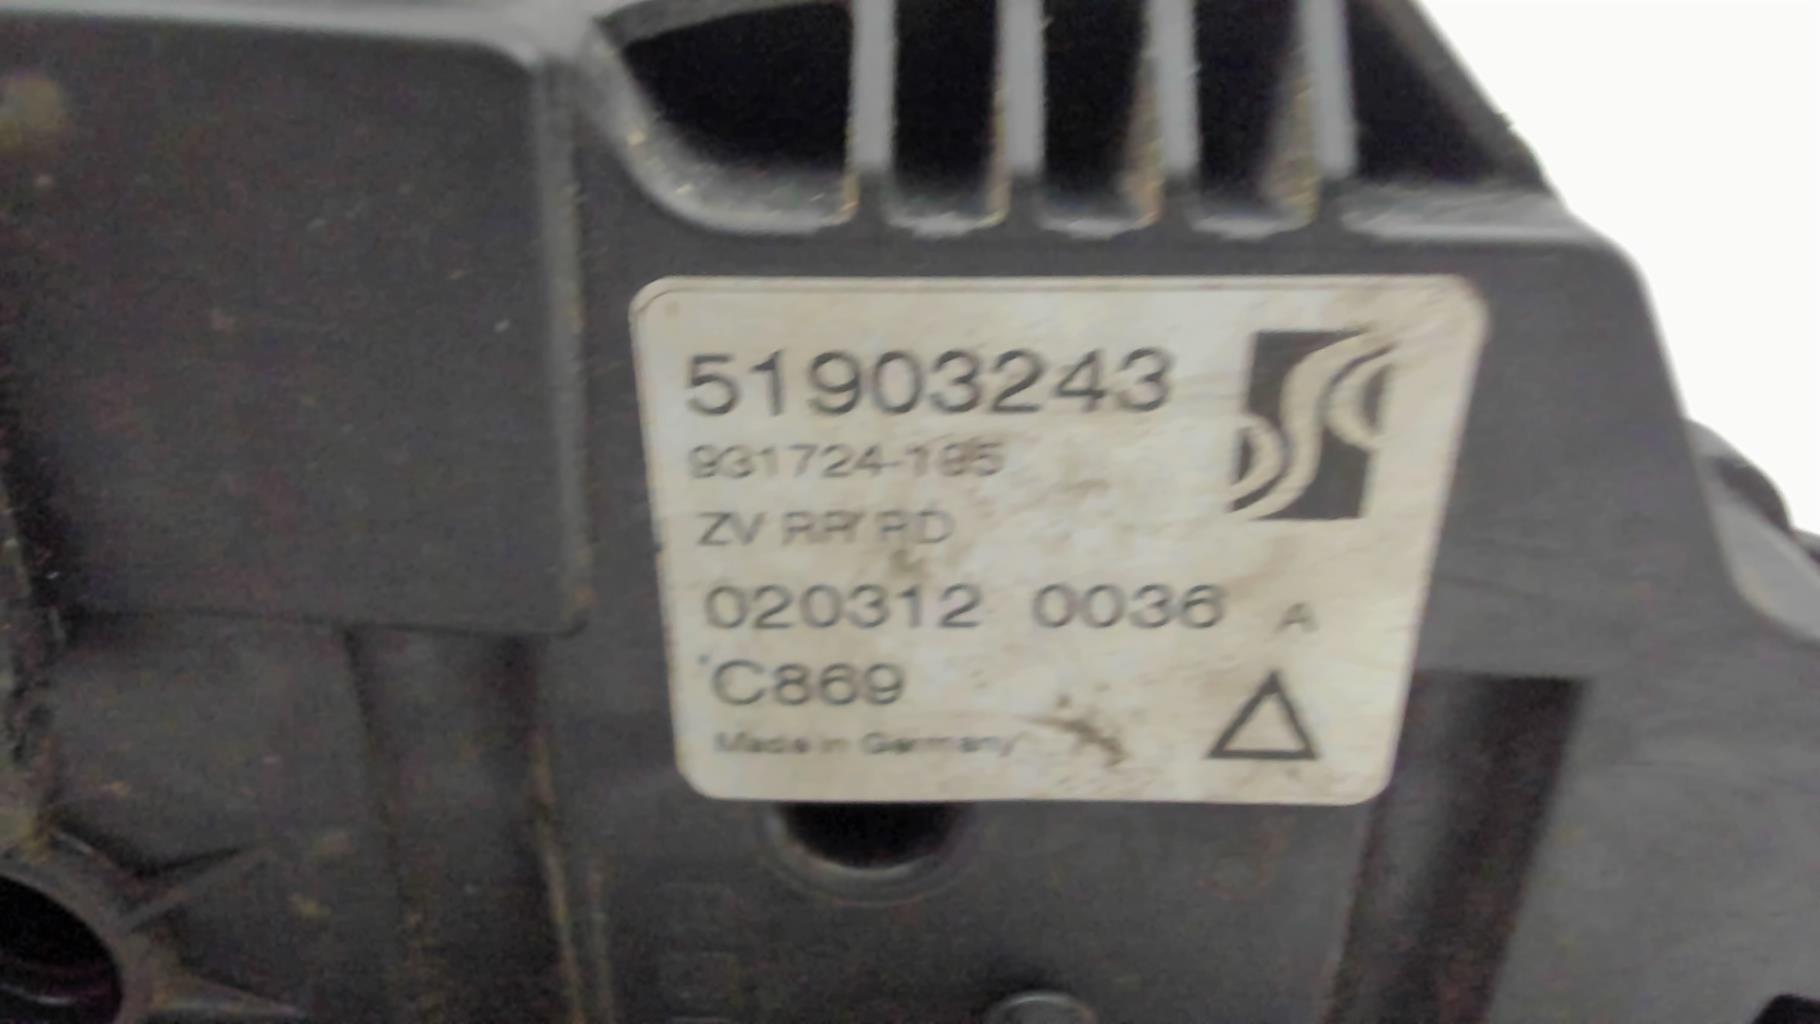 51903243
931724-195
ZV RR RD
020312 0036 A
C869
Made in Germany